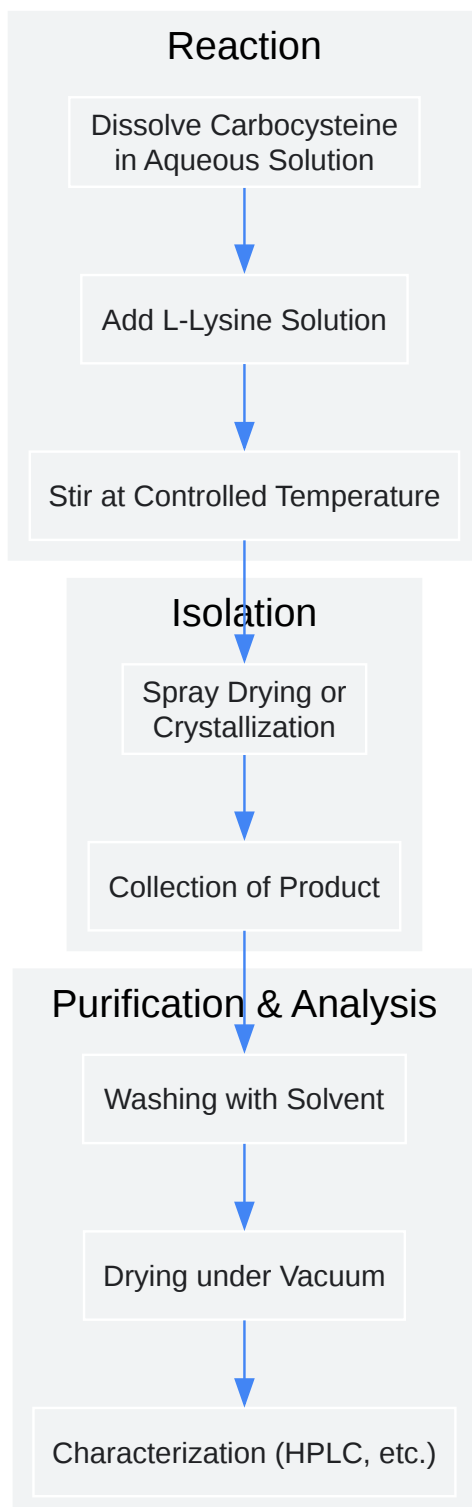 Reaction
Dissolve Carbocysteine
in Aqueous Solution
Add L-Lysine Solution
Stir at Controlled Temperature
Isolation
Spray Drying or
Crystallization
Collection of Product
Purification & Analysis
Washing with Solvent
Drying under Vacuum
Characterization (HPLC, etc.)